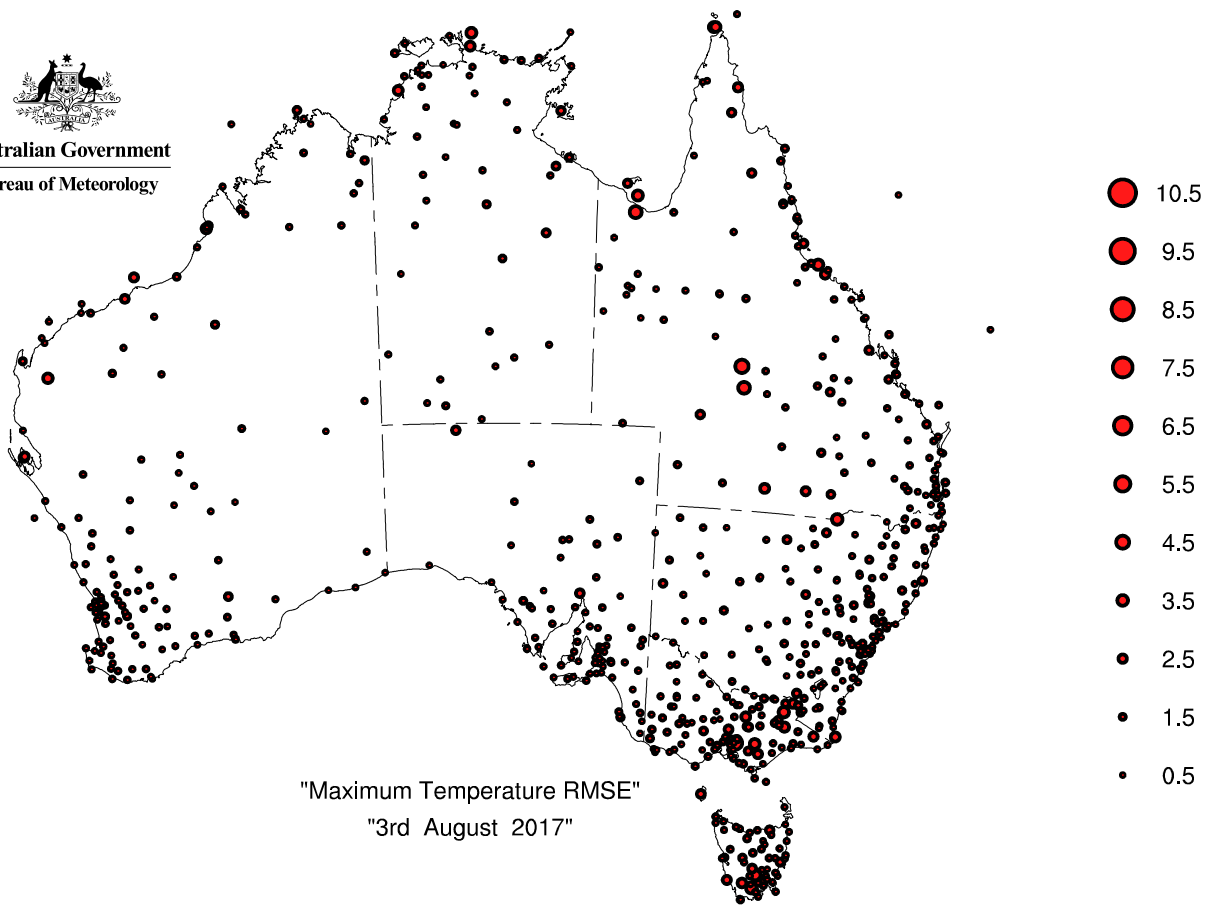 AUSTRALIA
tralian Government
reau of Meteorology
10.5
9.5
8.5
7.5
6.5
5.5
4.5
3.5
2.5
1.5
0.5
"Maximum Temperature RMSE"
"3rd August 2017"